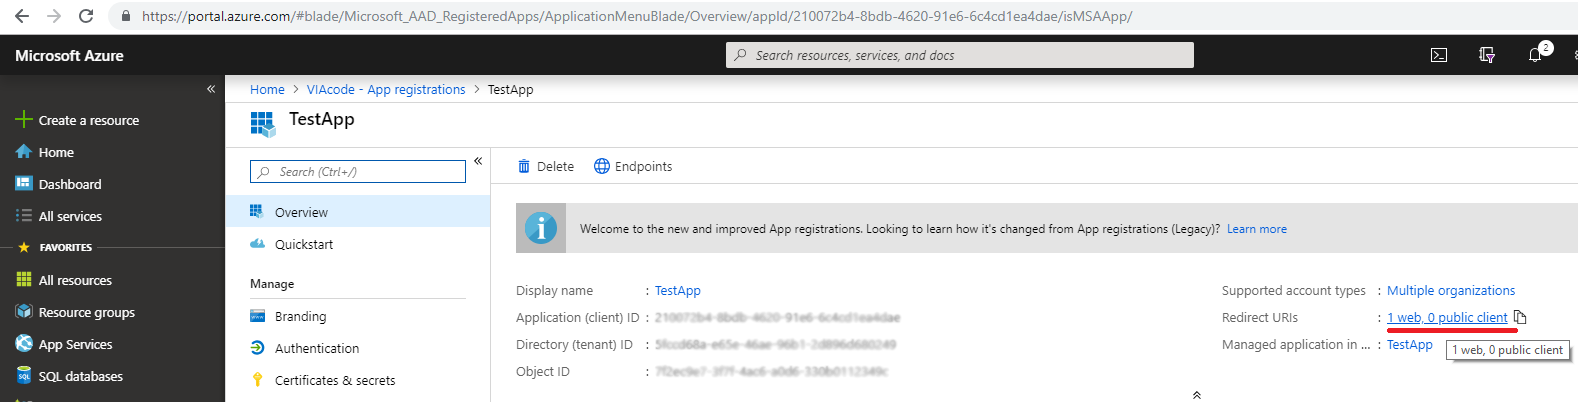 https://portal.azure.com/#blade/Microsoft_AAD_RegisteredApps/ApplicationMenuBlade/Overview/appId/210072b4-8bdb-4620-91e6-6c4cd1ea4dae/isMSAApp/
Microsoft Azure
Search resources, services, and docs
2
Home > VIAcode - App registrations > TestApp
TestApp
Create a resource
Home
Dashboard
All services
FAVORITES
All resources
Resource groups
App Services
SQL databases
Search (Ctrl+/)
Overview
Quickstart
Manage
Branding
Authentication
Certificates & secrets
Delete
Endpoints
Welcome to the new and improved App registrations. Looking to learn how it's changed from App registrations (Legacy)? Learn more
Display name : TestApp
Application (client) ID :
Directory (tenant) ID :
Object ID :
Supported account types : Multiple organizations
Redirect URIs : 1 web, 0 public client
Managed application in ... : TestApp
1 web, 0 public client